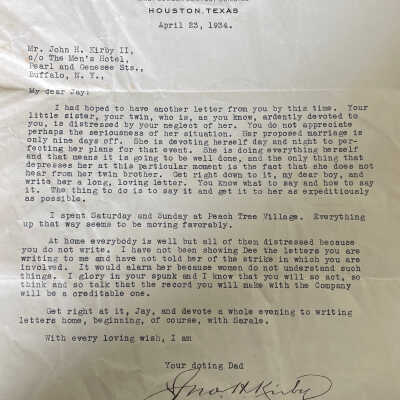 HOUSTON, TEXAS
April 23, 1934.
Mr. John H. Kirby II,
c/o The Men's Hotel,
Pearl and Genesee Sts.,
Buffalo, N. Y.,
My dear Jay:
I had hoped to have another letter from you by this time. Your
little sister, your twin, who is, as you know, ardently devoted to
you, is distressed by your neglect of her. You do not appreciate
perhaps the seriousness of her situation. Her proposed marriage is
only nine days off. She is devoting herself day and night to per-
fecting her plans for that event. She is doing everything herself
and that means it is going to be well done, and the only thing that
depresses her at this particular moment is the fact that she does not
hear from her twin brother. Get right down to it, my dear boy, and
write her a long, loving letter. You know what to say and how to say
it. The thing to do is to say it and get it to her as expeditiously
as possible.
I spent Saturday and Sunday at Peach Tree Village. Everything
up that way seems to be moving favorably.
At home everybody is well but all of them distressed because
you do not write. I have not been showing Dee the letters you are
writing to me and have not told her of the strike in which you are
involved. It would alarm her because women do not understand such
things. I glory in your spunk and I know that you will so act, so
think and so talk that the record you will make with the Company
will be a creditable one.
Get right at it, Jay, and devote a whole evening to writing
letters home, beginning, of course, with Sarale.
With every loving wish, I am
Your doting Dad
Jno. H. Kirby